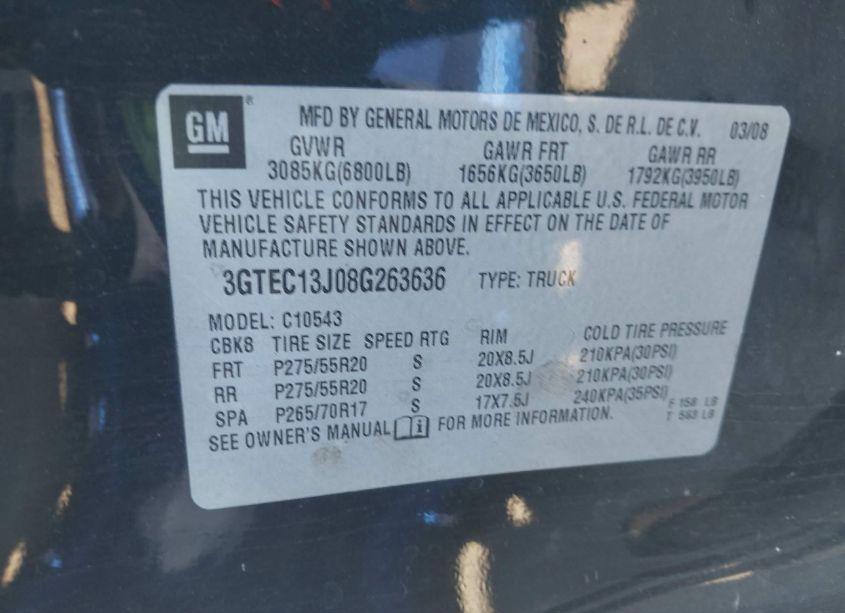 GM ® MFD BY GENERAL MOTORS DE MEXICO, S. DE R.L. DE C.V. 03/08
GVWR GAWR FRT GAWR RR
3085KG(6800LB) 1656KG(3650LB) 1792KG(3950LB)
THIS VEHICLE CONFORMS TO ALL APPLICABLE U.S. FEDERAL MOTOR
VEHICLE SAFETY STANDARDS IN EFFECT ON THE DATE OF
MANUFACTURE SHOWN ABOVE.
3GTEC13J08G263636 TYPE: TRUCK
MODEL: C10543
CBK8 TIRE SIZE SPEED RTG RIM COLD TIRE PRESSURE
FRT P275/55R20 S 20X8.5J 210KPA(30PSI)
RR P275/55R20 S 20X8.5J 210KPA(30PSI)
SPA P265/70R17 S 17X7.5J 240KPA(35PSI) F 158 LB
SEE OWNER'S MANUAL i FOR MORE INFORMATION. T 583 LB